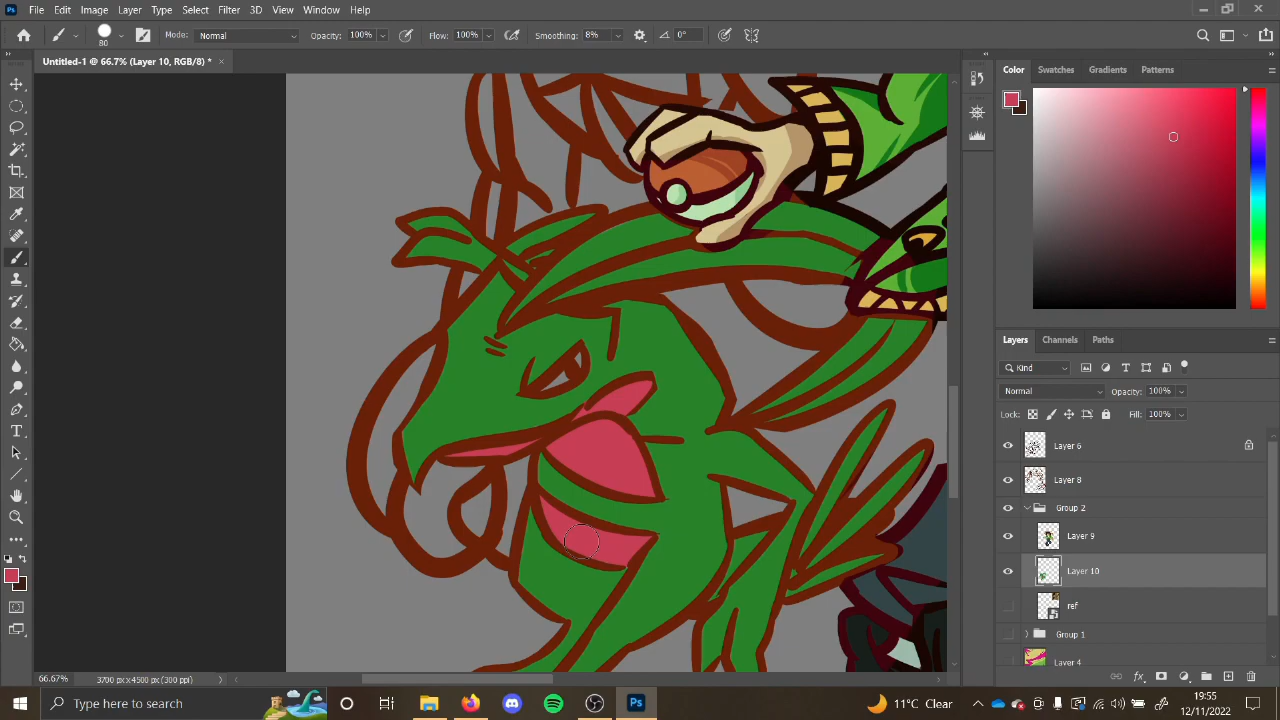 Ps File Edit Image Layer Type Select Filter 3D View Window Help
80 Mode: Normal Opacity: 100% Flow: 100% Smoothing: 8% 0°
Untitled-1 @ 66.7% (Layer 10, RGB/8) *
Color Swatches Gradients Patterns
Layers Channels Paths
Kind
Normal Opacity: 100%
Lock: Fill: 100%
Layer 6
Layer 8
Group 2
Layer 9
Layer 10
ref
Group 1
Layer 4
66.67% 3700 px x 4500 px (300 ppi)
Type here to search Ps 11°C Clear 19:55
12/11/2022